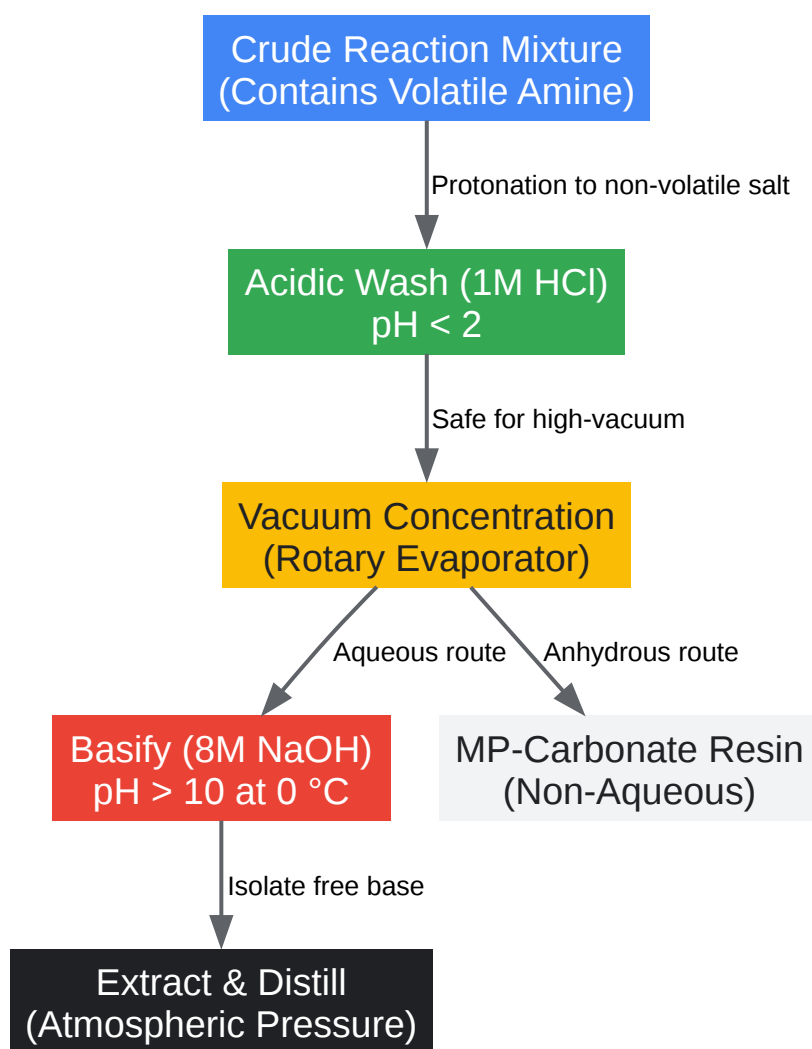 Crude Reaction Mixture
(Contains Volatile Amine)
Protonation to non-volatile salt
Acidic Wash (1M HCl)
pH < 2
Safe for high-vacuum
Vacuum Concentration
(Rotary Evaporator)
Aqueous route
Anhydrous route
Basify (8M NaOH)
pH > 10 at 0 °C
MP-Carbonate Resin
(Non-Aqueous)
Isolate free base
Extract & Distill
(Atmospheric Pressure)